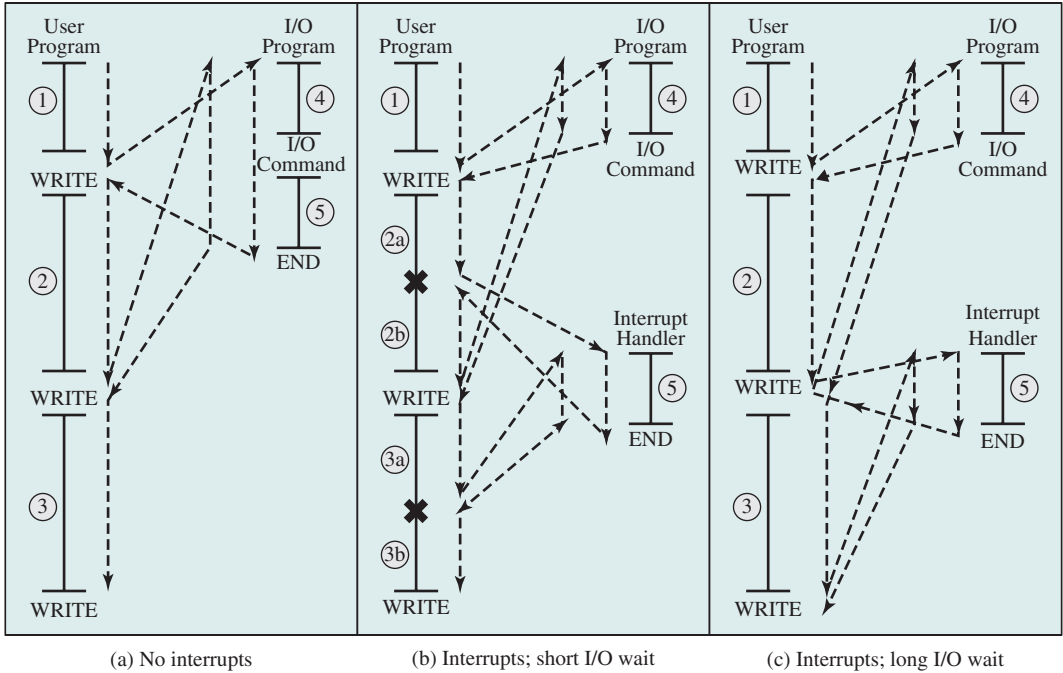 User
Program
1
WRITE
2
WRITE
3
WRITE
I/O
Program
4
I/O
Command
5
END
(a) No interrupts
User
Program
1
WRITE
2a
2b
WRITE
3a
3b
WRITE
I/O
Program
4
I/O
Command
Interrupt
Handler
5
END
(b) Interrupts; short I/O wait
User
Program
1
WRITE
2
WRITE
3
WRITE
I/O
Program
4
I/O
Command
Interrupt
Handler
5
END
(c) Interrupts; long I/O wait